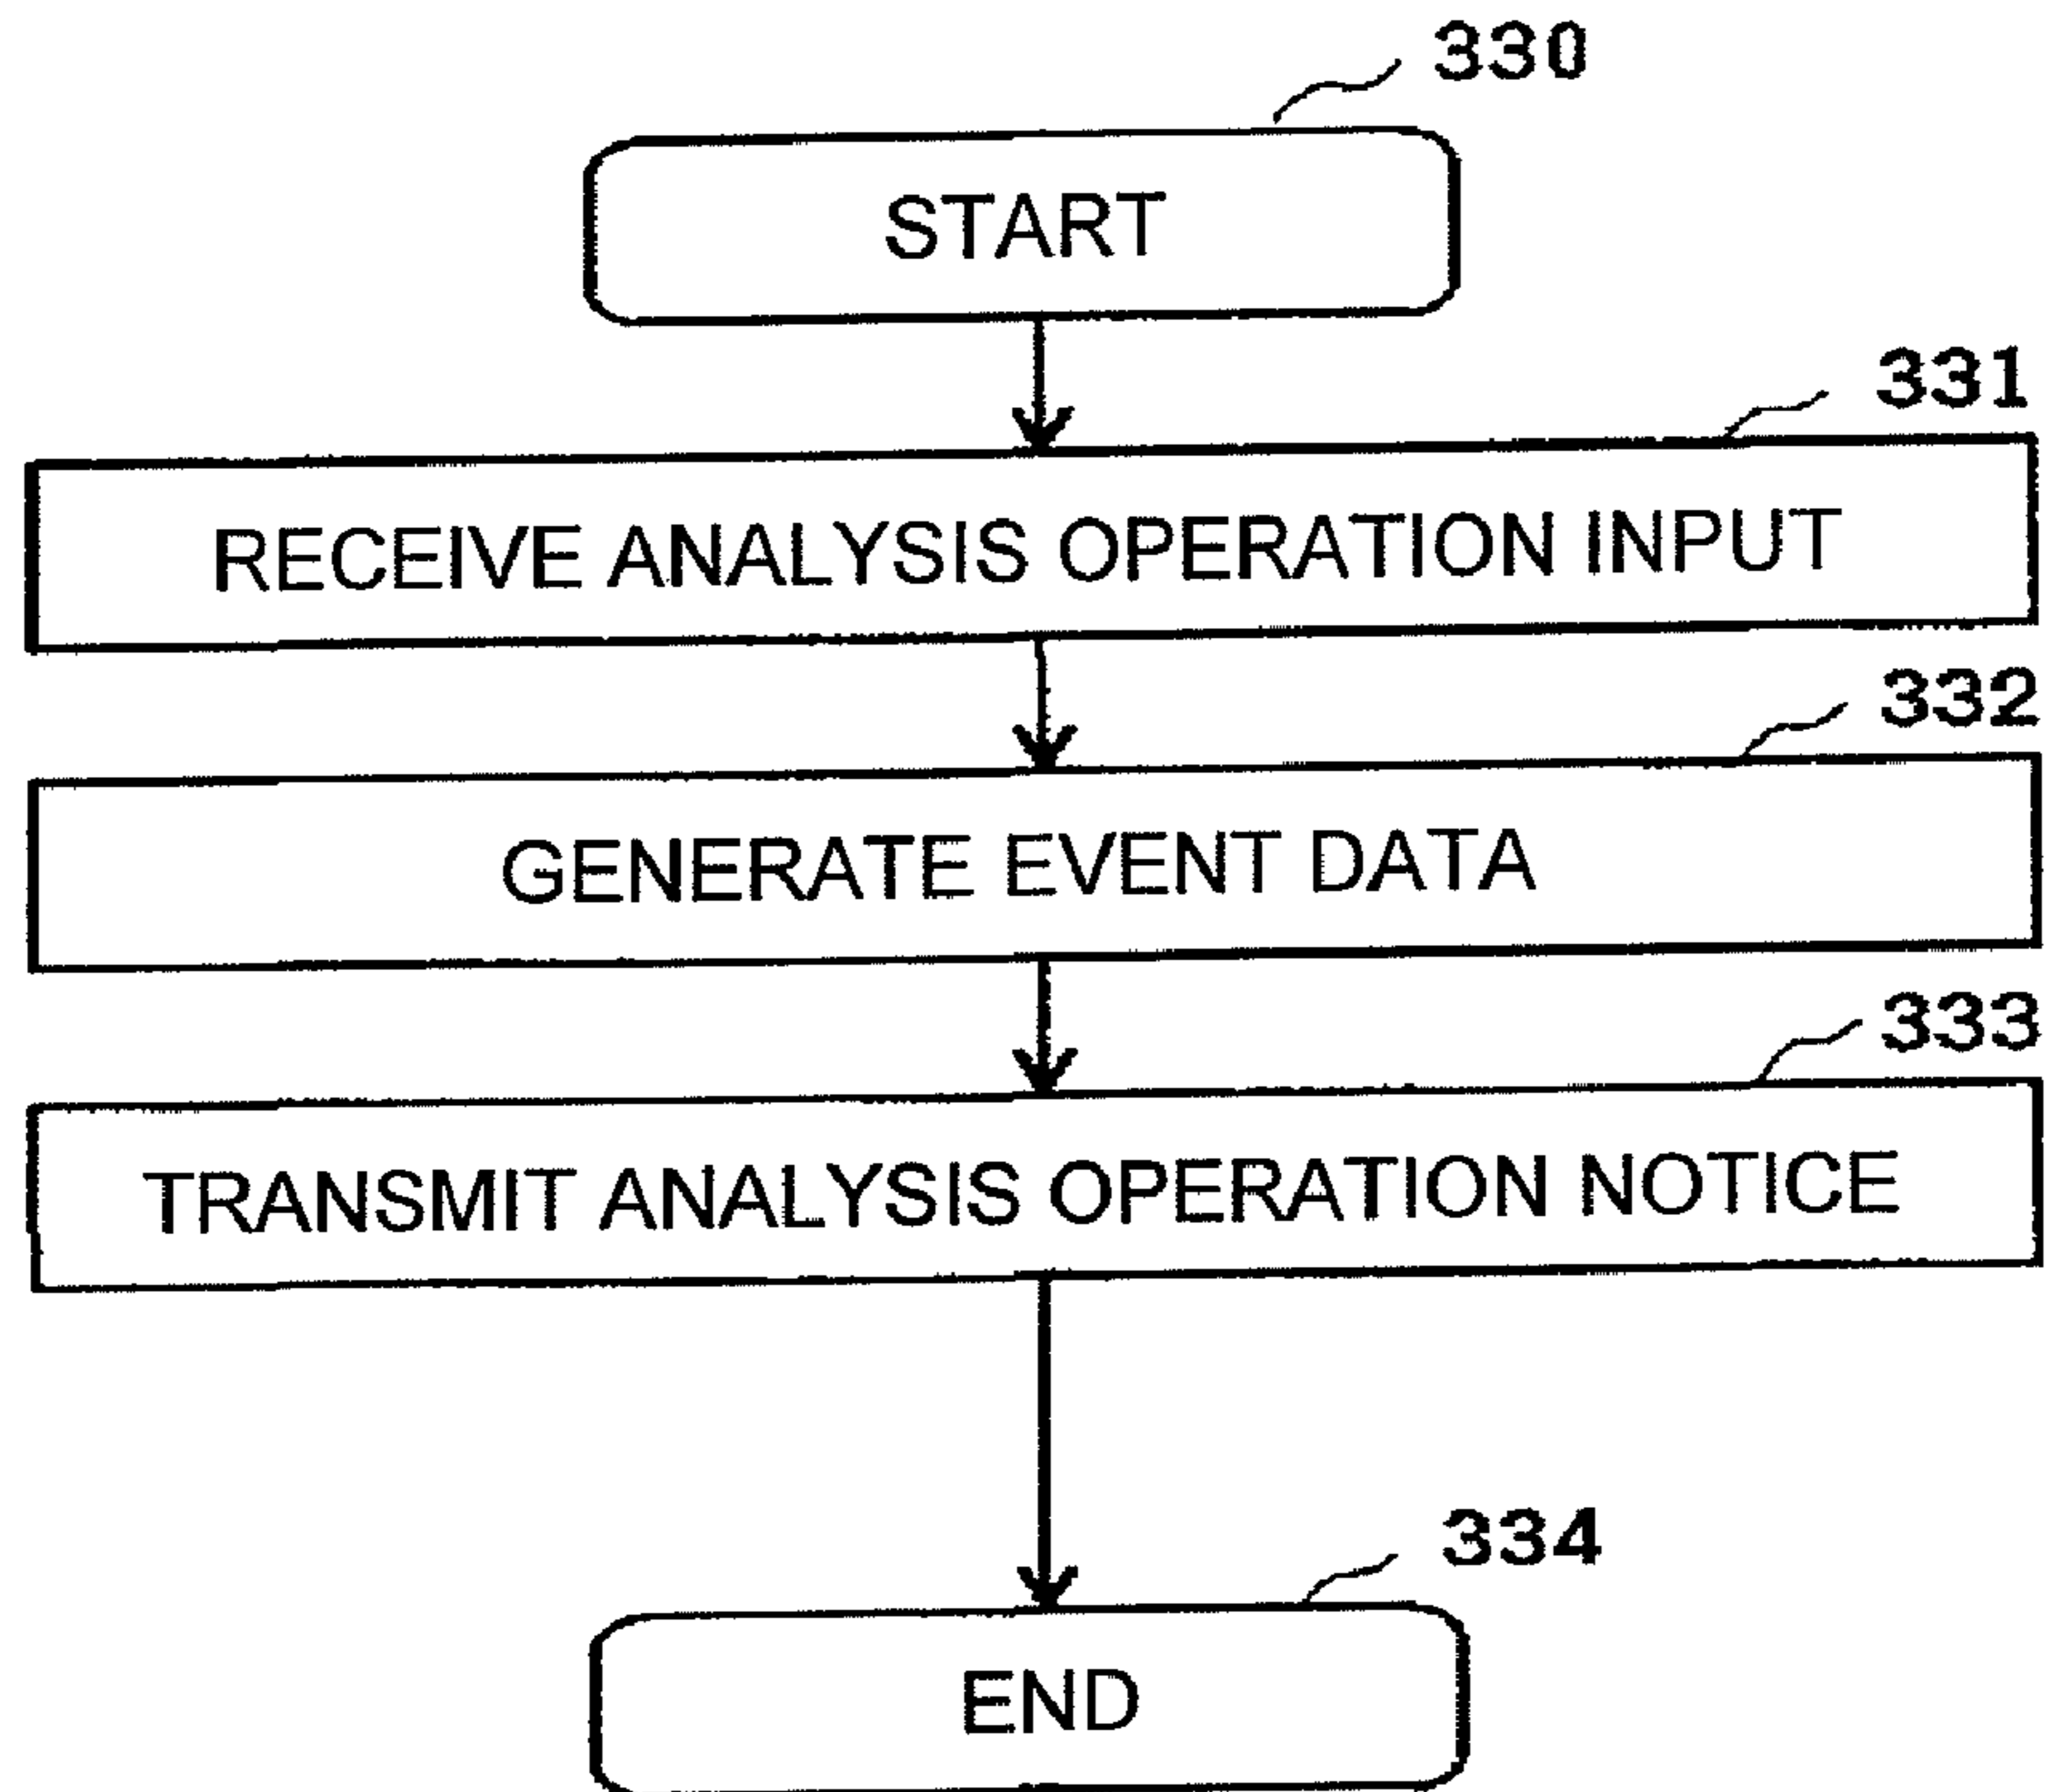 330
START
331
RECEIVE ANALYSIS OPERATION INPUT
332
GENERATE EVENT DATA
333
TRANSMIT ANALYSIS OPERATION NOTICE
334
END